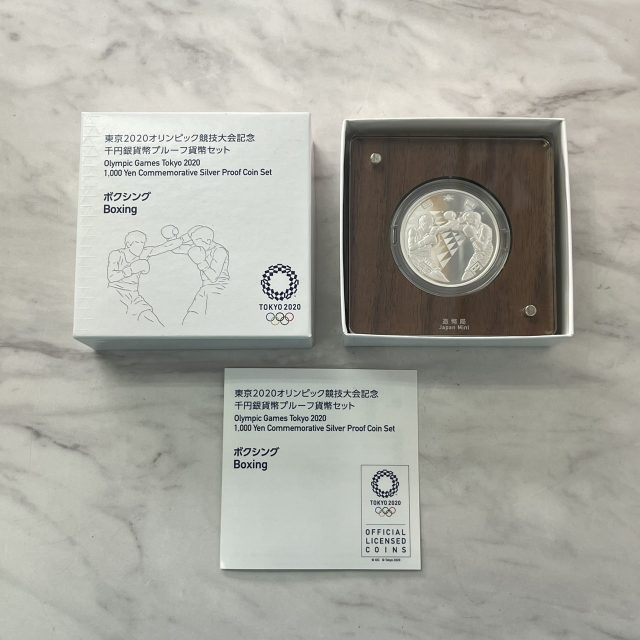 東京2020オリンピック競技大会記念
千円銀貨幣プルーフ貨幣セット
Olympic Games Tokyo 2020
1,000 Yen Commemorative Silver Proof Coin Set
ボクシング
Boxing
TOKYO 2020
造幣局
Japan Mint
東京2020オリンピック競技大会記念
千円銀貨幣プルーフ貨幣セット
Olympic Games Tokyo 2020
1,000 Yen Commemorative Silver Proof Coin Set
ボクシング
Boxing
TOKYO 2020
OFFICIAL
LICENSED
COINS